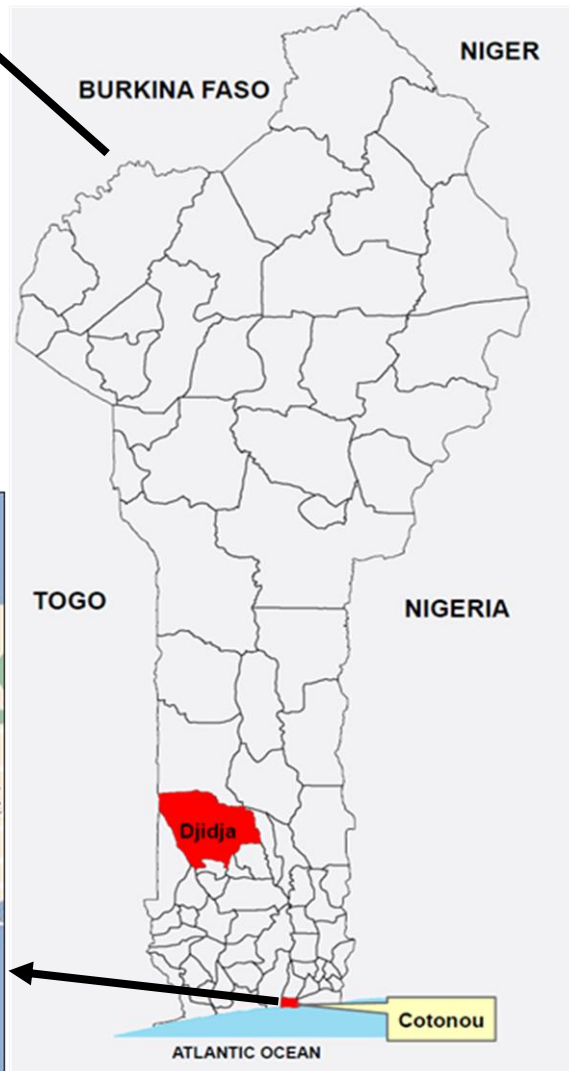 NIGER
BURKINA FASO
TOGO
NIGERIA
Djidja
Cotonou
ATLANTIC OCEAN